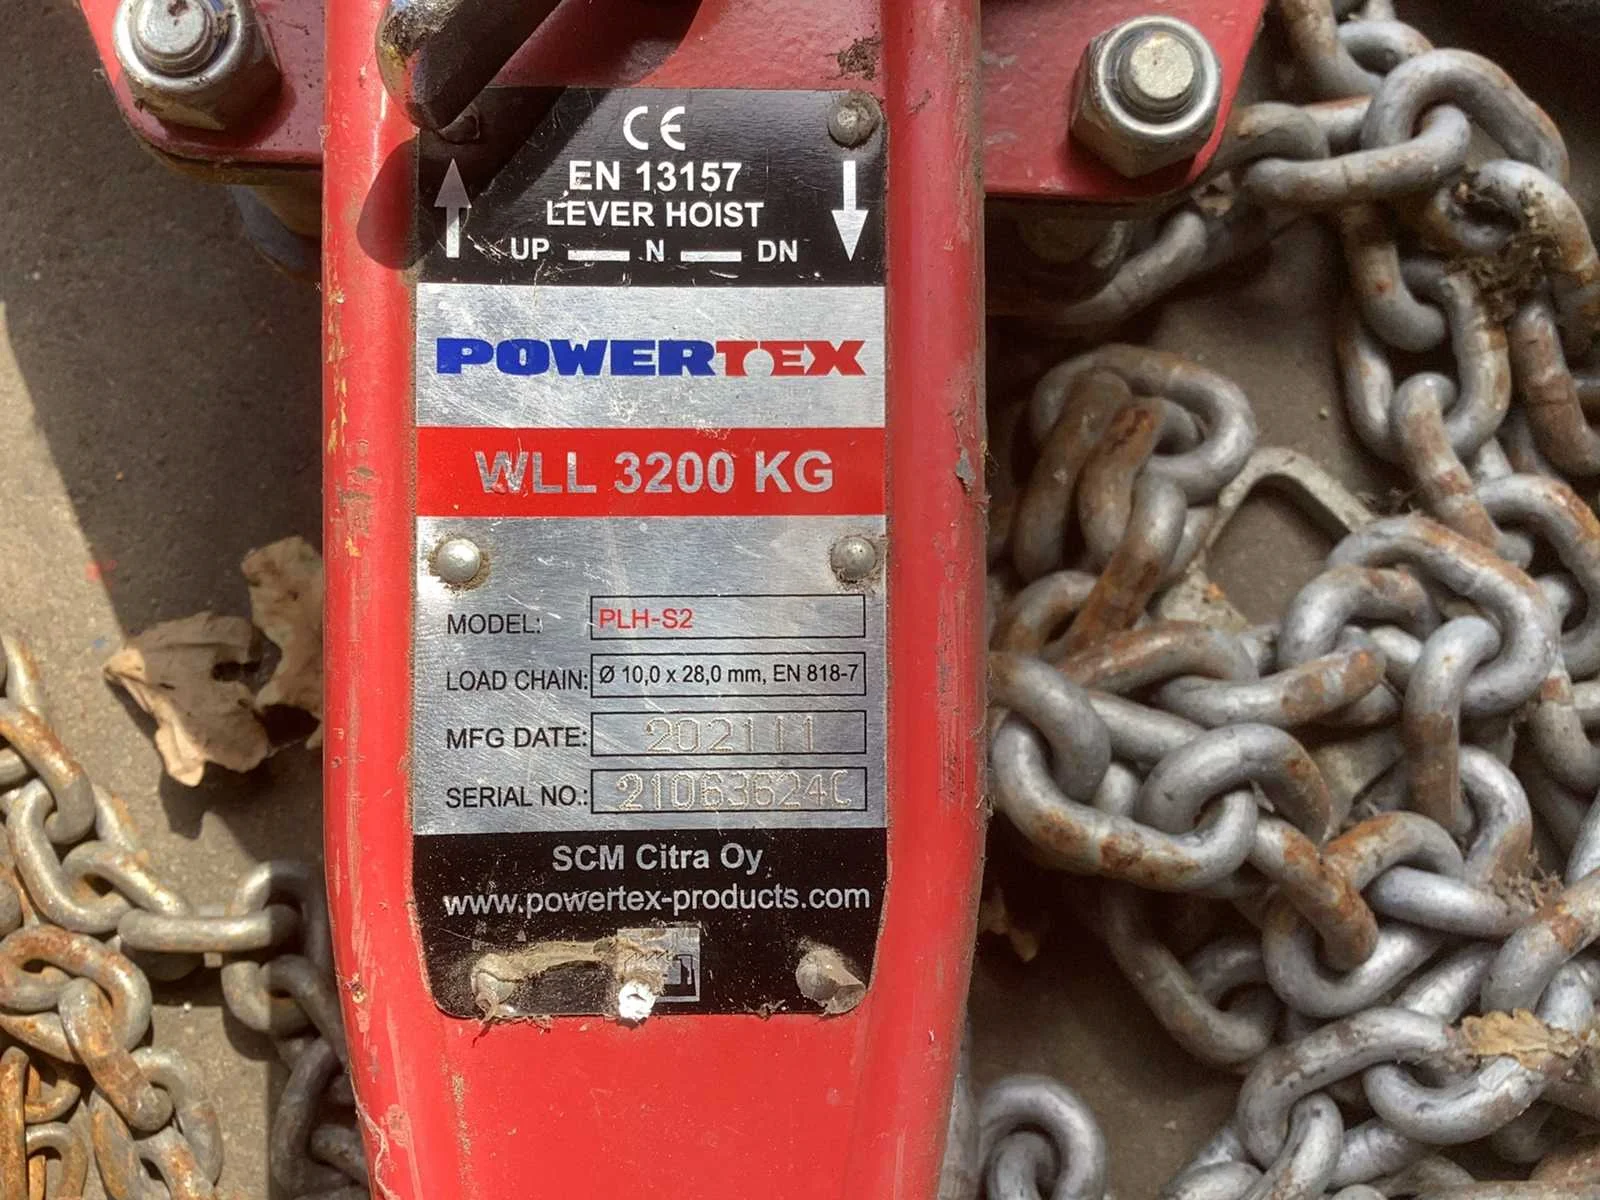 CE
EN 13157
LEVER HOIST
UP — N — DN
POWERTEX
WLL 3200 KG
MODEL: PLH-S2
LOAD CHAIN: Ø 10,0 x 28,0 mm, EN 818-7
MFG DATE: 202111
SERIAL NO.: 21063624C
SCM Citra Oy
www.powertex-products.com